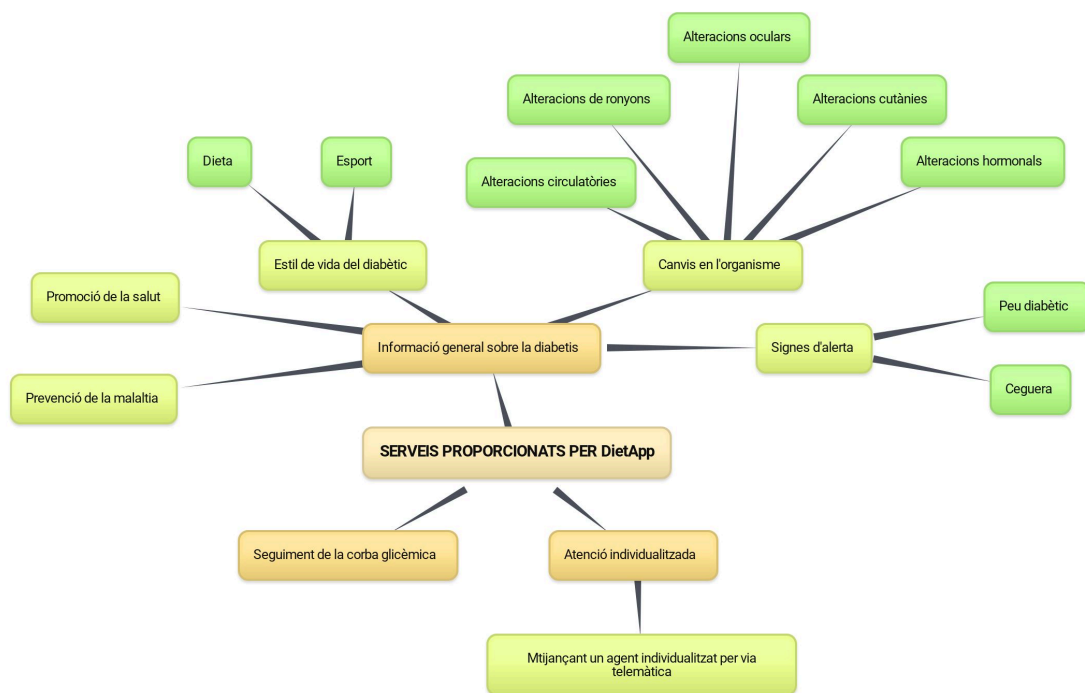 Alteracions oculars
Alteracions de ronyons
Alteracions cutànies
Dieta
Esport
Alteracions circulatòries
Alteracions hormonals
Estil de vida del diabètic
Canvis en l'organisme
Promoció de la salut
Peu diabètic
Informació general sobre la diabetis
Signes d'alerta
Prevenció de la malaltia
Ceguera
SERVEIS PROPORCIONATS PER DietApp
Seguiment de la corba glicèmica
Atenció individualitzada
Mtijançant un agent individualitzat per via
telemàtica